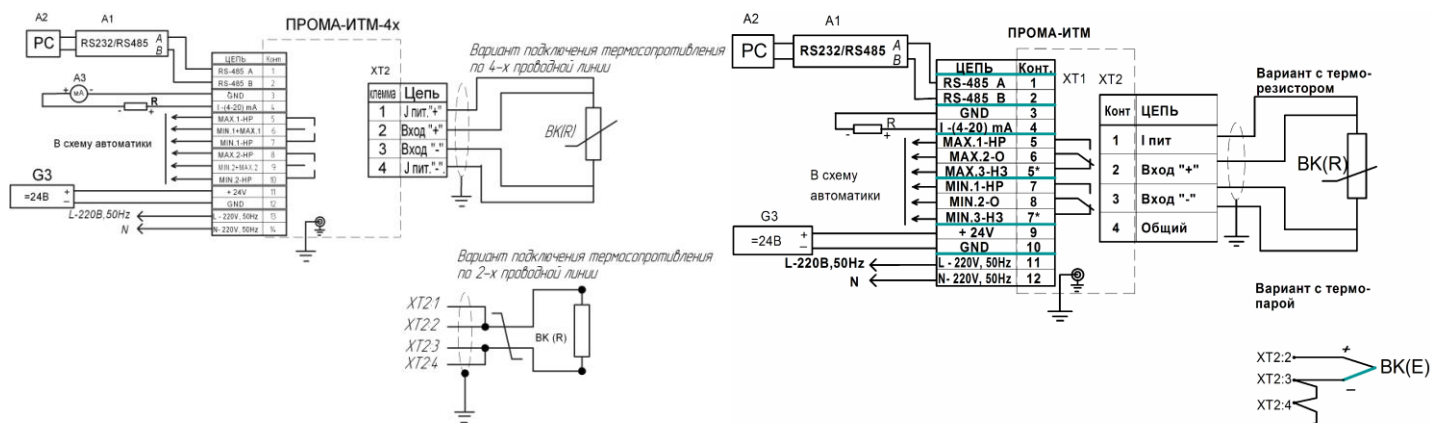 A2
A1
ПРОМА-ИТМ-4х
PC
RS232/RS485
A
B
Вариант подключения термосопротивления
по 4-х проводной линии
A3
+
mA
-
R
-
+
ЦЕПЬ
Конт.
RS-485 A
1
RS-485 B
2
GND
3
I -(4-20) mA
4
MAX.1-HP
5
MIN.1+MAX.1
6
MIN.1-HP
7
MAX.2-HP
8
MIN.2+MAX.2
9
MIN.2-HP
10
+ 24V
11
GND
12
L - 220V, 50Hz
13
N- 220V, 50Hz
14
XT2
клемма
Цепь
1
J пит."+"
2
Вход "+"
3
Вход "-"
4
J пит."-"
BK(R)
В схему автоматики
G3
=24В
+
–
L-220В,50Hz
N
Вариант подключения термосопротивления
по 2-х проводной линии
XT2:1
XT2:2
XT2:3
XT2:4
BK (R)
A2
A1
ПРОМА-ИТМ
PC
RS232/RS485
A
B
ЦЕПЬ
Конт.
RS-485 A
1
RS-485 B
2
GND
3
I -(4-20) mA
4
MAX.1-HP
5
MAX.2-O
6
MAX.3-H3
5*
MIN.1-HP
7
MIN.2-O
8
MIN.3-H3
7*
+ 24V
9
GND
10
L - 220V, 50Hz
11
N- 220V, 50Hz
12
R
-
+
XT1
XT2
Конт
ЦЕПЬ
1
I пит
2
Вход "+"
3
Вход "-"
4
Общий
Вариант с термо-
резистором
BK(R)
В схему
автоматики
G3
=24В
+
–
L-220В,50Hz
N
Вариант с термо-
парой
XT2:2
XT2:3
XT2:4
+
–
BK(E)